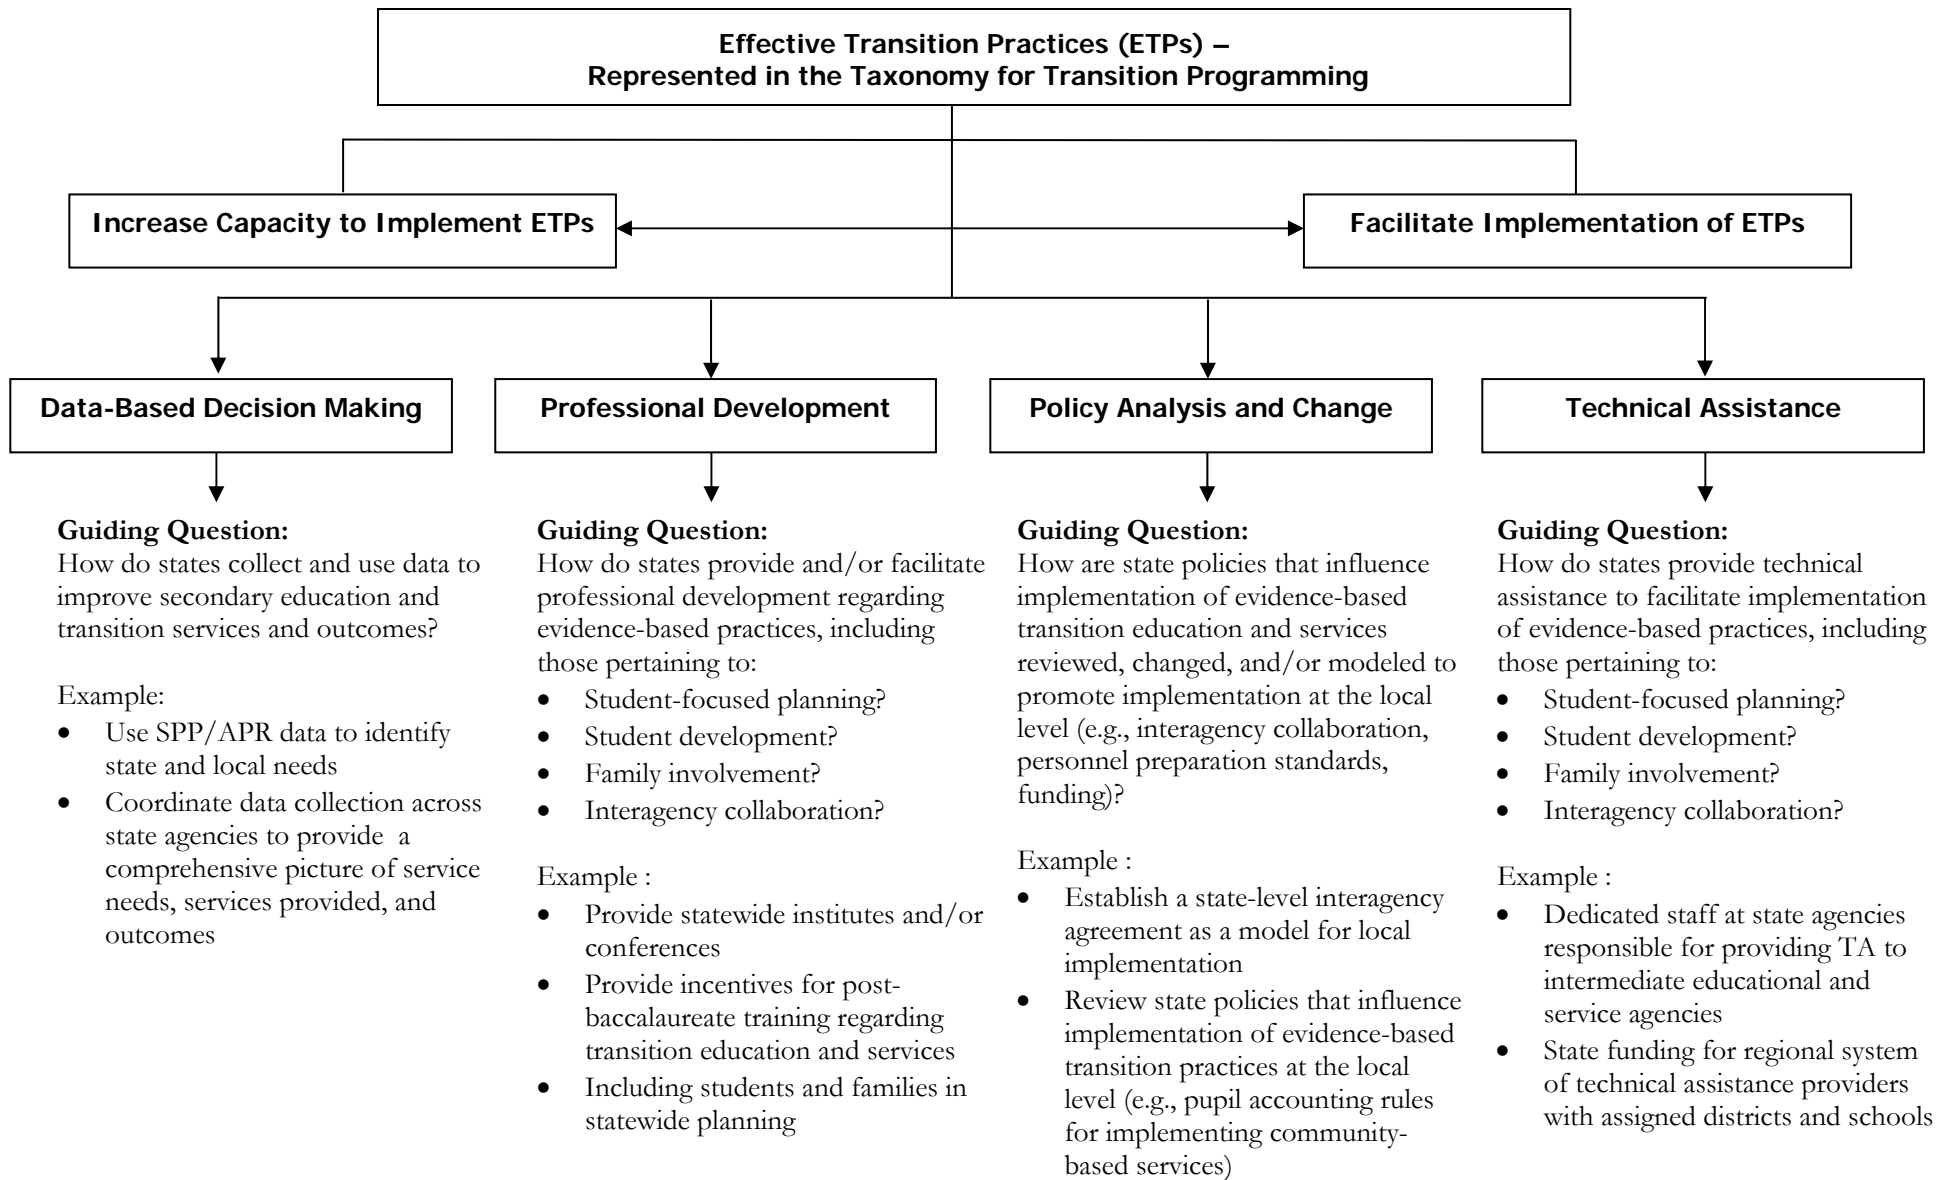 Effective Transition Practices (ETPs) –
Represented in the Taxonomy for Transition Programming
Increase Capacity to Implement ETPs
Facilitate Implementation of ETPs
Data-Based Decision Making
Professional Development
Policy Analysis and Change
Technical Assistance
Guiding Question:
How do states collect and use data to
improve secondary education and
transition services and outcomes?
Example:
• Use SPP/APR data to identify
state and local needs
• Coordinate data collection across
state agencies to provide a
comprehensive picture of service
needs, services provided, and
outcomes
Guiding Question:
How do states provide and/or facilitate
professional development regarding
evidence-based practices, including
those pertaining to:
• Student-focused planning?
• Student development?
• Family involvement?
• Interagency collaboration?
Example :
• Provide statewide institutes and/or
conferences
• Provide incentives for post-
baccalaureate training regarding
transition education and services
• Including students and families in
statewide planning
Guiding Question:
How are state policies that influence
implementation of evidence-based
transition education and services
reviewed, changed, and/or modeled to
promote implementation at the local
level (e.g., interagency collaboration,
personnel preparation standards,
funding)?
Example :
• Establish a state-level interagency
agreement as a model for local
implementation
• Review state policies that influence
implementation of evidence-based
transition practices at the local
level (e.g., pupil accounting rules
for implementing community-
based services)
Guiding Question:
How do states provide technical
assistance to facilitate implementation
of evidence-based practices, including
those pertaining to:
• Student-focused planning?
• Student development?
• Family involvement?
• Interagency collaboration?
Example :
• Dedicated staff at state agencies
responsible for providing TA to
intermediate educational and
service agencies
• State funding for regional system
of technical assistance providers
with assigned districts and schools